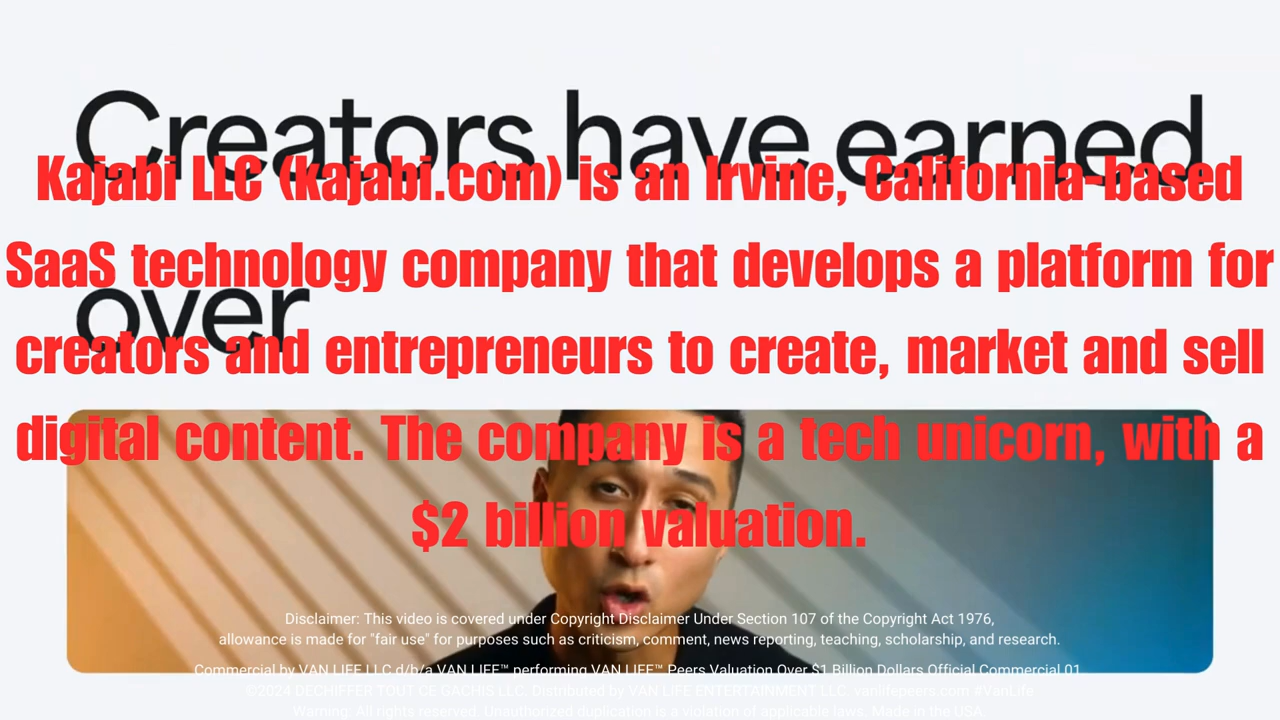 Creators have earned
Kajabi LLC (kajabi.com) is an Irvine, California-based
SaaS technology company that develops a platform for
over
creators and entrepreneurs to create, market and sell
digital content. The company is a tech unicorn, with a
$2 billion valuation.
Disclaimer: This video is covered under Copyright Disclaimer Under Section 107 of the Copyright Act 1976,
allowance is made for "fair use" for purposes such as criticism, comment, news reporting, teaching, scholarship, and research.
Commercial by VAN LIFE LLC d/b/a VAN LIFE™ performing VAN LIFE™ Peers Valuation Over $1 Billion Dollars Official Commercial 01
©2024 DECHIFFER TOUT CE GACHIS LLC. Distributed by VAN LIFE ENTERTAINMENT LLC. vanlifepeers.com #VanLife
Warning: All rights reserved. Unauthorized duplication is a violation of applicable laws. Made in the USA